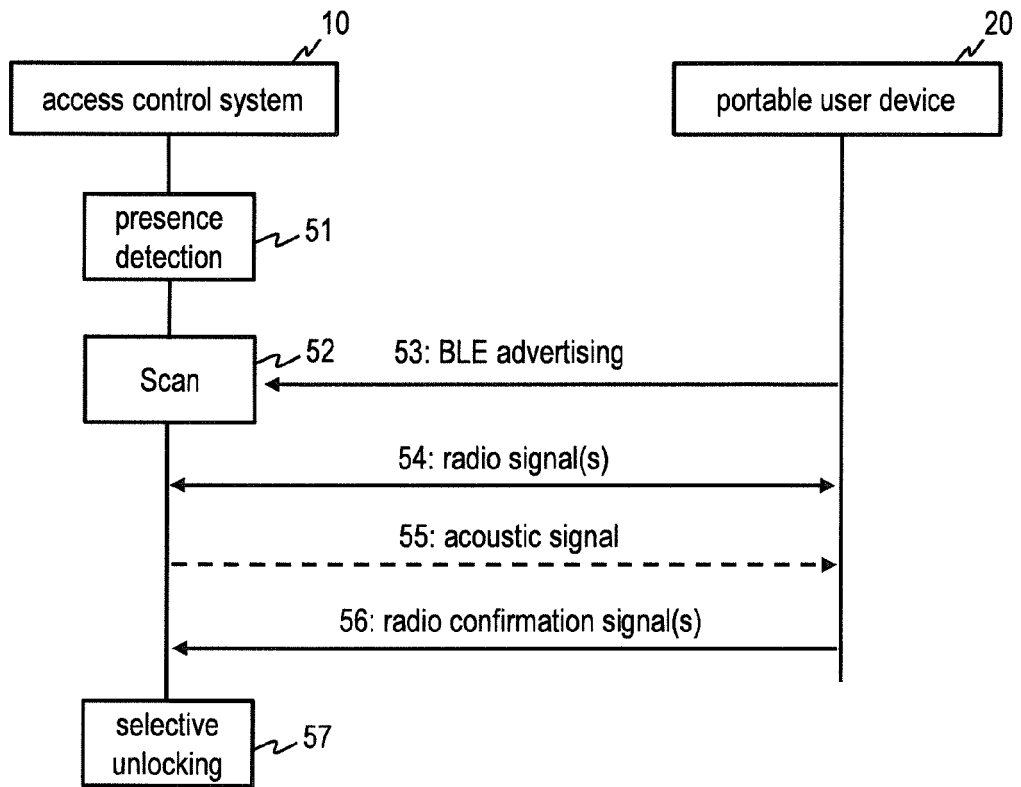 10
20
access control system
portable user device
presence
detection
51
52
Scan
53: BLE advertising
54: radio signal(s)
55: acoustic signal
56: radio confirmation signal(s)
selective
unlocking
57